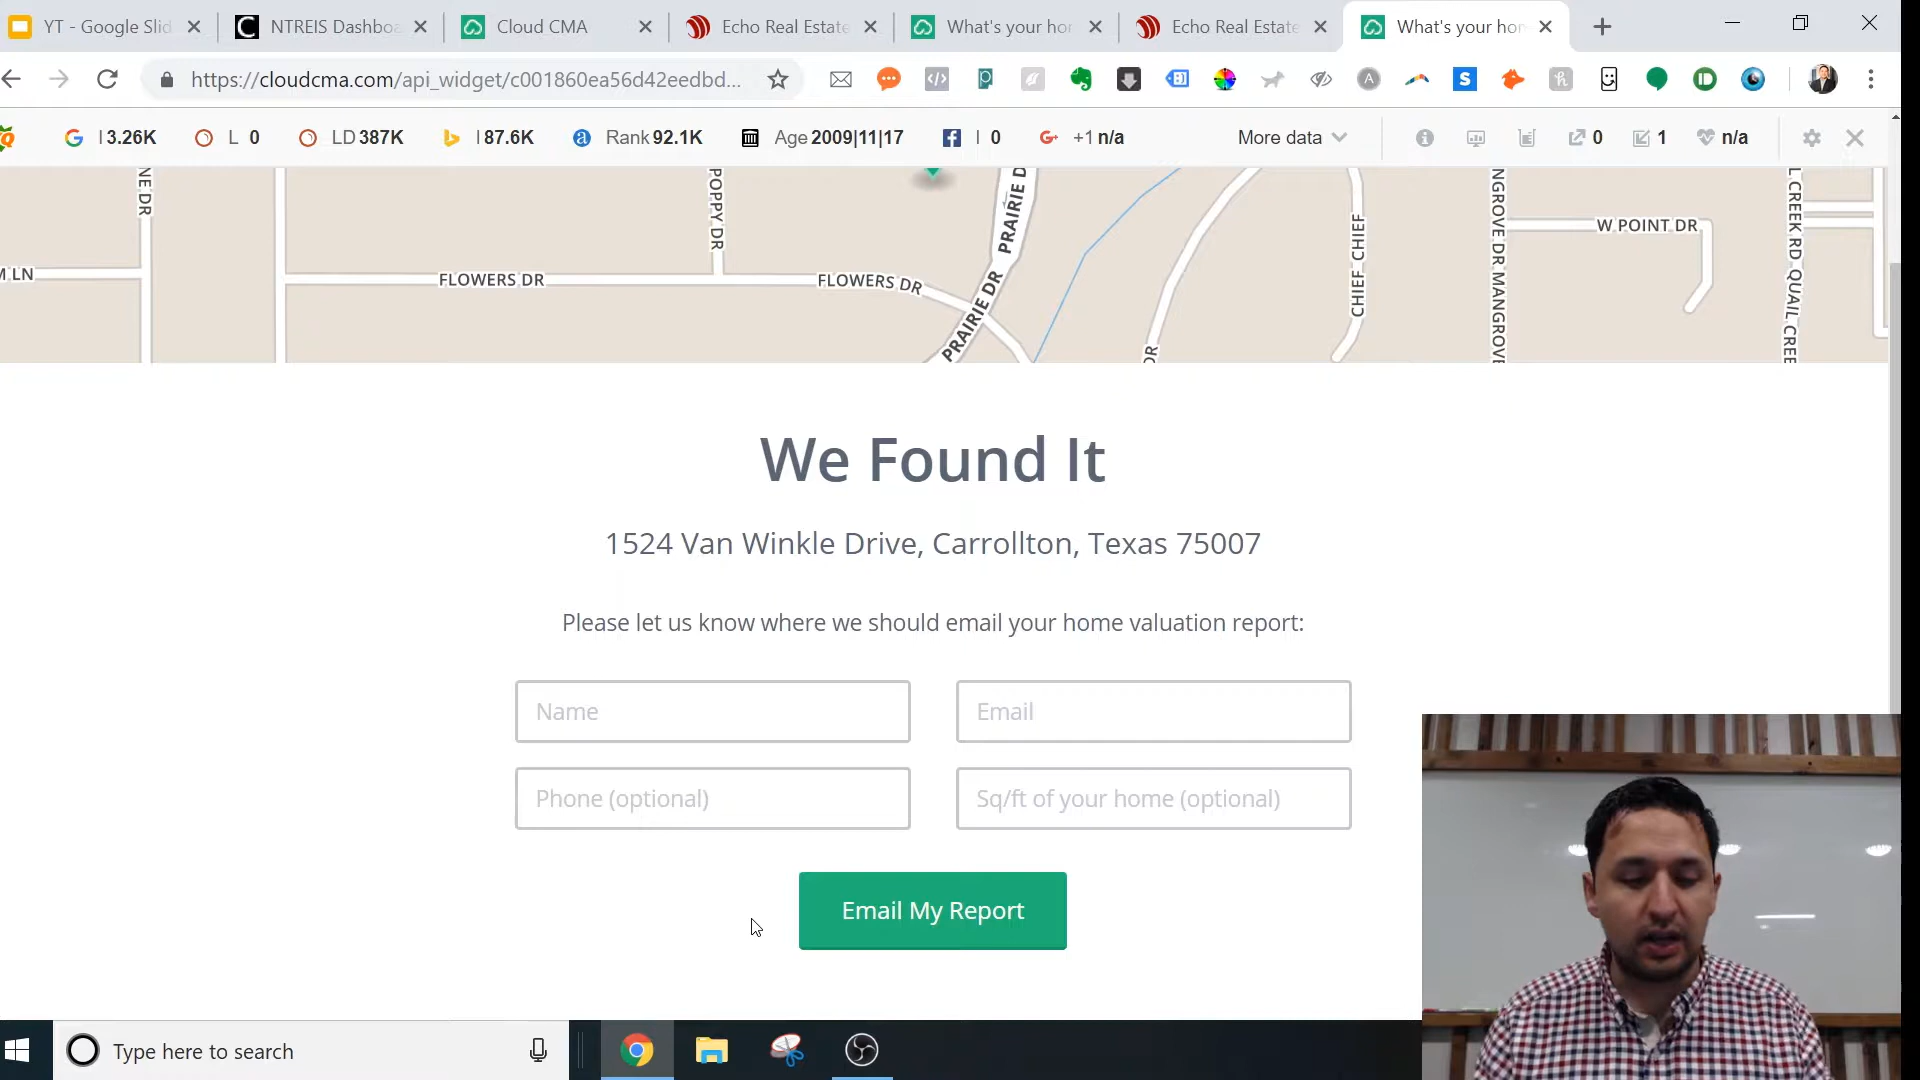 YT - Google Slid
NTREIS Dashboa
Cloud CMA
Echo Real Estate
What's your hor
Echo Real Estate
What's your hor
https://cloudcma.com/api_widget/c001860ea56d42eedbd...
I 3.26K
L 0
LD 387K
I 87.6K
Rank 92.1K
Age 2009|11|17
I 0
+1 n/a
More data
0
1
n/a
NE DR
POPPY DR
PRAIRIE D
NGROVE DR MANGROVE
L CREEK RD QUAIL CREE
W POINT DR
CHIEF CHIEF
M LN
FLOWERS DR
FLOWERS DR
PRAIRIE DR
DR
We Found It
1524 Van Winkle Drive, Carrollton, Texas 75007
Please let us know where we should email your home valuation report:
Name
Email
Phone (optional)
Sq/ft of your home (optional)
Email My Report
Type here to search